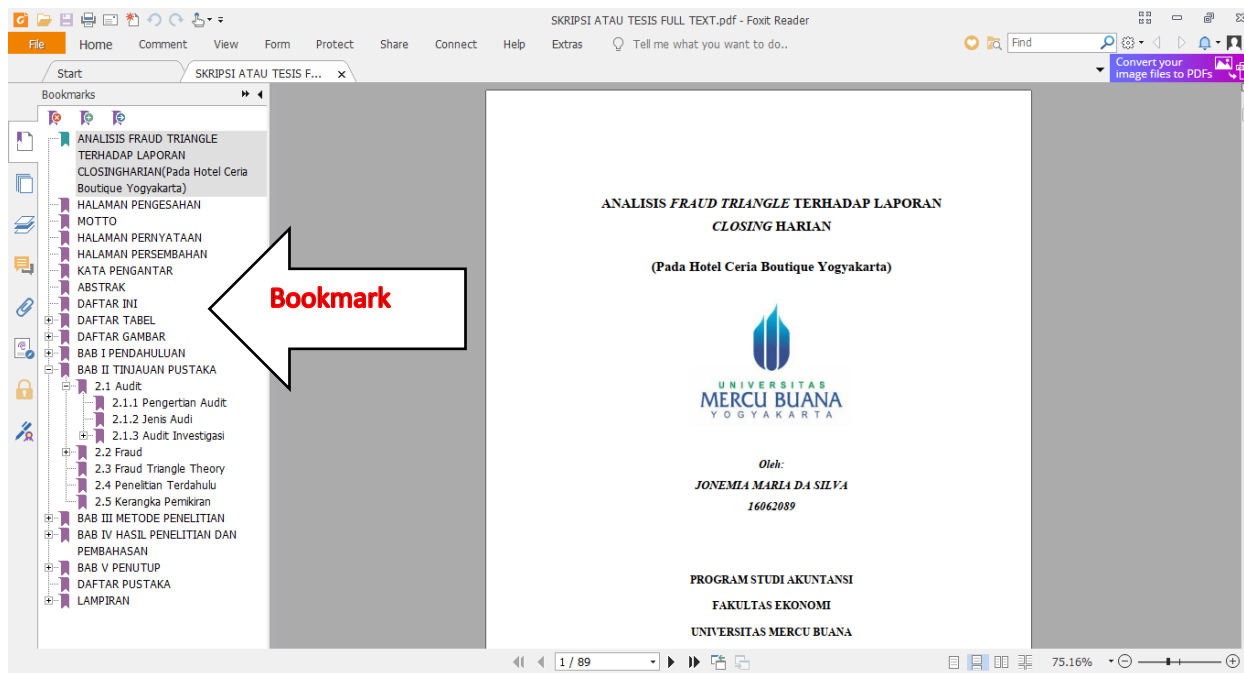 SKRIPSI ATAU TESIS FULL TEXT.pdf - Foxit Reader
File Home Comment View Form Protect Share Connect Help Extras Tell me what you want to do.. Find
Start SKRIPSI ATAU TESIS F... x
Convert your
image files to PDFs
Bookmarks
ANALISIS FRAUD TRIANGLE
TERHADAP LAPORAN
CLOSINGHARIAN(Pada Hotel Ceria
Boutique Yogyakarta)
HALAMAN PENGESAHAN
MOTTO
HALAMAN PERNYATAAN
HALAMAN PERSEMBAHAN
KATA PENGANTAR
ABSTRAK
DAFTAR INI
DAFTAR TABEL
DAFTAR GAMBAR
BAB I PENDAHULUAN
BAB II TINJAUAN PUSTAKA
2.1 Audit
2.1.1 Pengertian Audit
2.1.2 Jenis Audi
2.1.3 Audit Investigasi
2.2 Fraud
2.3 Fraud Triangle Theory
2.4 Penelitian Terdahulu
2.5 Kerangka Pemikiran
BAB III METODE PENELITIAN
BAB IV HASIL PENELITIAN DAN
PEMBAHASAN
BAB V PENUTUP
DAFTAR PUSTAKA
LAMPIRAN
Bookmark
ANALISIS FRAUD TRIANGLE TERHADAP LAPORAN
CLOSING HARIAN
(Pada Hotel Ceria Boutique Yogyakarta)
UNIVERSITAS
MERCU BUANA
YOGYAKARTA
Oleh:
JONEMIA MARIA DA SILVA
16062089
PROGRAM STUDI AKUNTANSI
FAKULTAS EKONOMI
UNIVERSITAS MERCU BUANA
1 / 89
75.16%